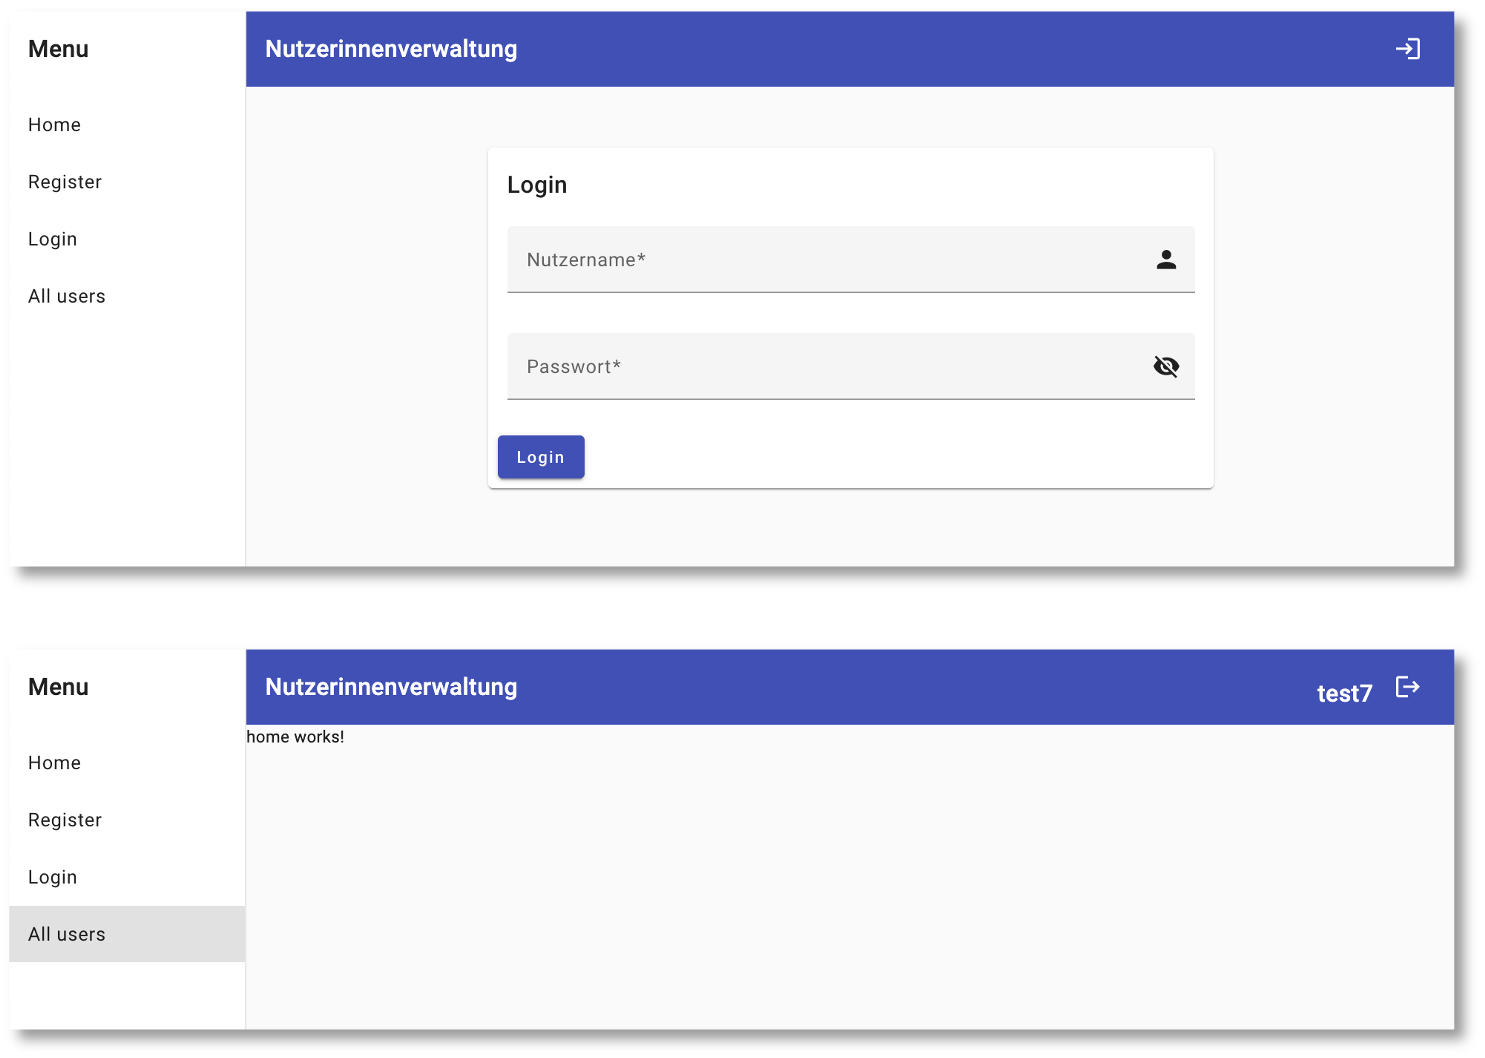 Menu
Nutzerinnenverwaltung
Home
Register
Login
All users
Login
Nutzername*
Passwort*
Login
Menu
Nutzerinnenverwaltung
test7
Home
Register
Login
All users
home works!